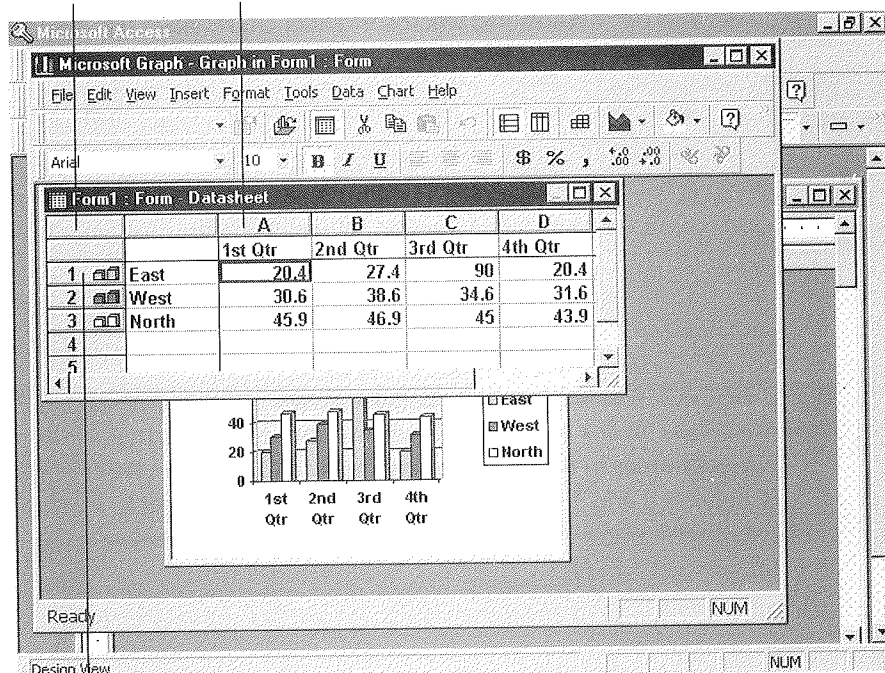 Microsoft Access
Microsoft Graph - Graph in Form1 : Form
File Edit View Insert Format Tools Data Chart Help
Arial 10 B I U $ % , .00 .00
Form1 : Form - Datasheet
A B C D
1st Qtr 2nd Qtr 3rd Qtr 4th Qtr
1 East 20.4 27.4 90 20.4
2 West 30.6 38.6 34.6 31.6
3 North 45.9 46.9 45 43.9
4
5
East
40 West
20 North
0
1st 2nd 3rd 4th
Qtr Qtr Qtr Qtr
Ready NUM
Design View NUM